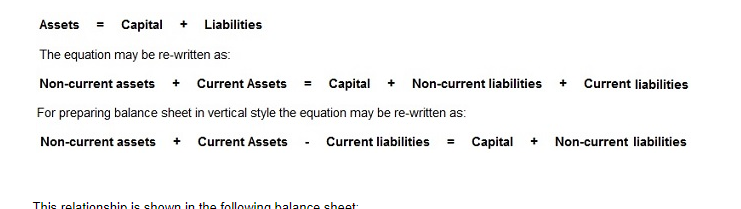 Assets = Capital + Liabilities
The equation may be re-written as:
Non-current assets + Current Assets = Capital + Non-current liabilities + Current liabilities
For preparing balance sheet in vertical style the equation may be re-written as:
Non-current assets + Current Assets - Current liabilities = Capital + Non-current liabilities
This relationship is shown in the following balance sheet: